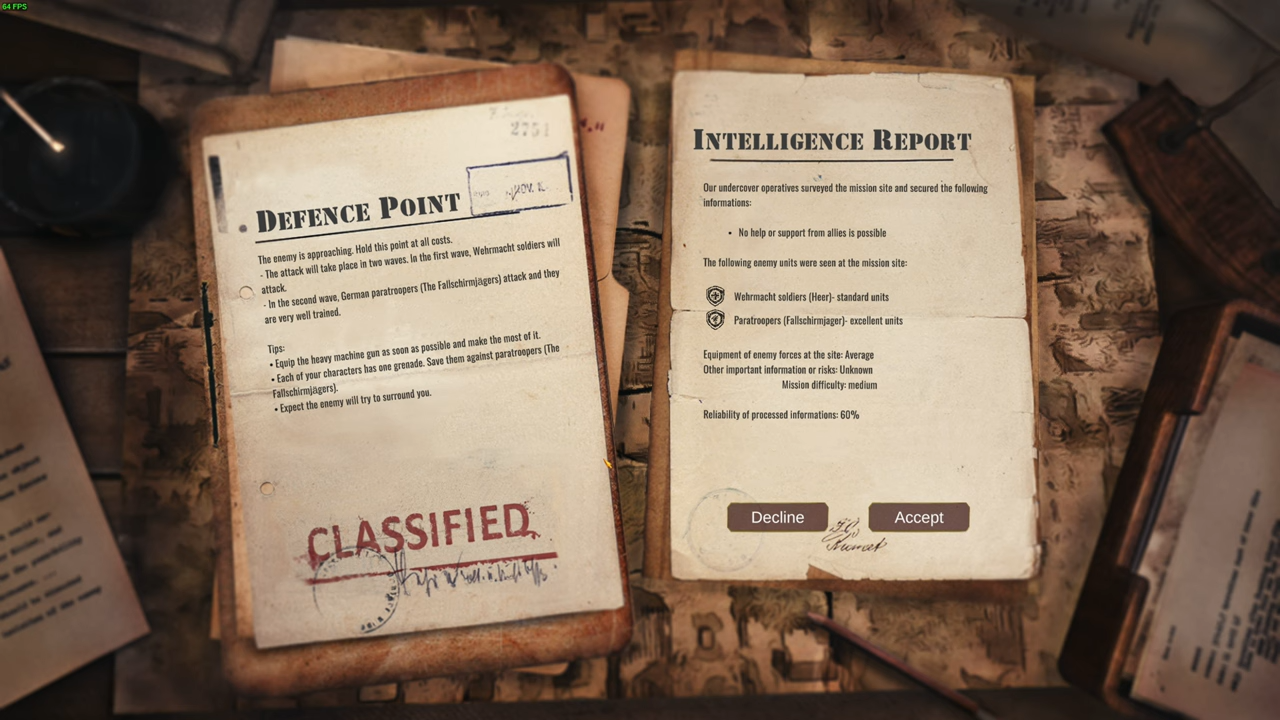 64 FPS
2751
DEFENCE POINT
The enemy is approaching. Hold this point at all costs.
- The attack will take place in two waves. In the first wave, Wehrmacht soldiers will
attack.
- In the second wave, German paratroopers (The Fallschirmjägers) attack and they
are very well trained.
Tips:
• Equip the heavy machine gun as soon as possible and make the most of it.
• Each of your characters has one grenade. Save them against paratroopers (The
Fallschirmjägers).
• Expect the enemy will try to surround you.
CLASSIFIED
INTELLIGENCE REPORT
Our undercover operatives surveyed the mission site and secured the following
informations:
• No help or support from allies is possible
The following enemy units were seen at the mission site:
Wehrmacht soldiers (Heer)- standard units
Paratroopers (Fallschirmjager)- excellent units
Equipment of enemy forces at the site: Average
Other important information or risks: Unknown
Mission difficulty: medium
Reliability of processed informations: 60%
Decline
Accept